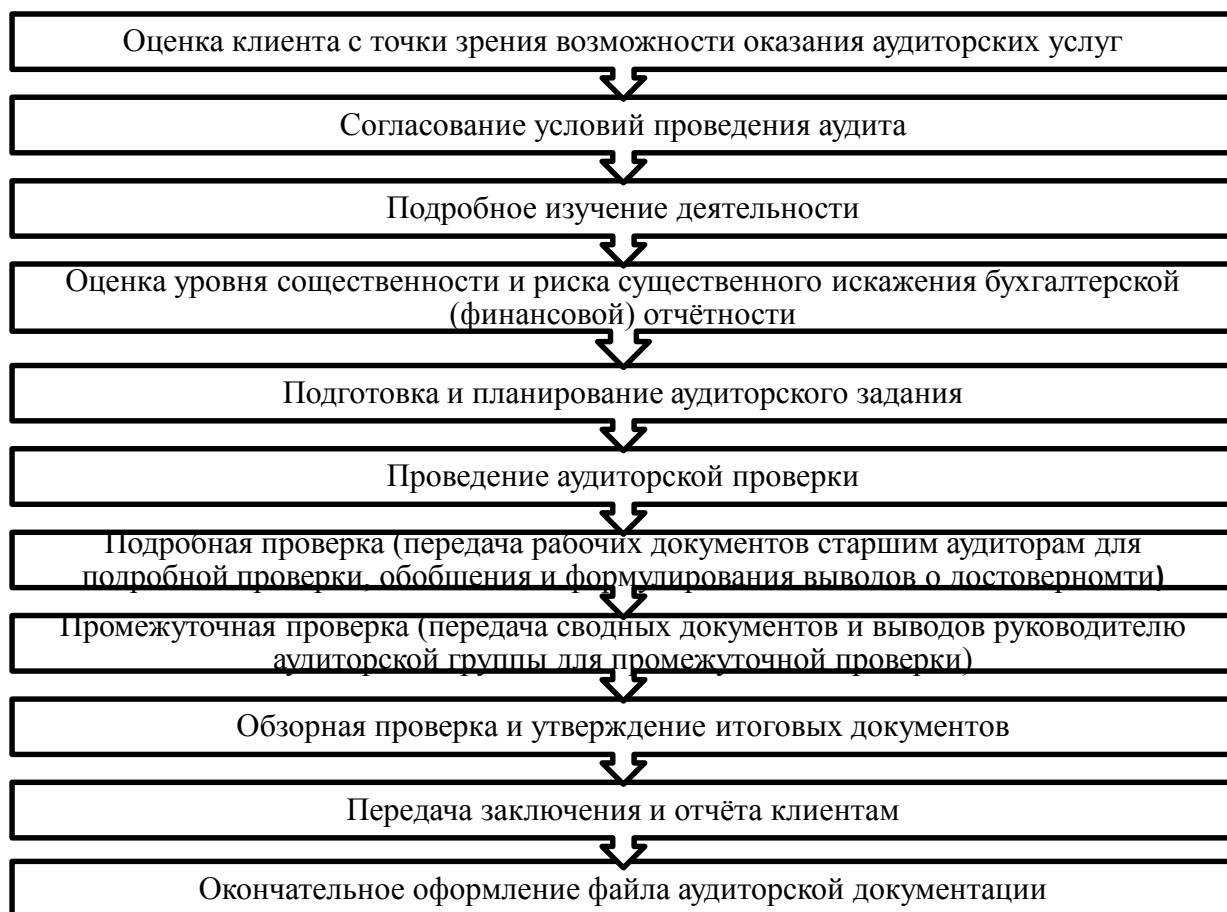 Оценка клиента с точки зрения возможности оказания аудиторских услуг
Согласование условий проведения аудита
Подробное изучение деятельности
Оценка уровня сощественности и риска существенного искажения бухгалтерской
(финансовой) отчётности
Подготовка и планирование аудиторского задания
Проведение аудиторской проверки
Подробная проверка (передача рабочих документов старшим аудиторам для
подробной проверки, обобщения и формулирования выводов о достоверномти)
Промежуточная проверка (передача сводных документов и выводов руководителю
аудиторской группы для промежуточной проверки)
Обзорная проверка и утверждение итоговых документов
Передача заключения и отчёта клиентам
Окончательное оформление файла аудиторской документации